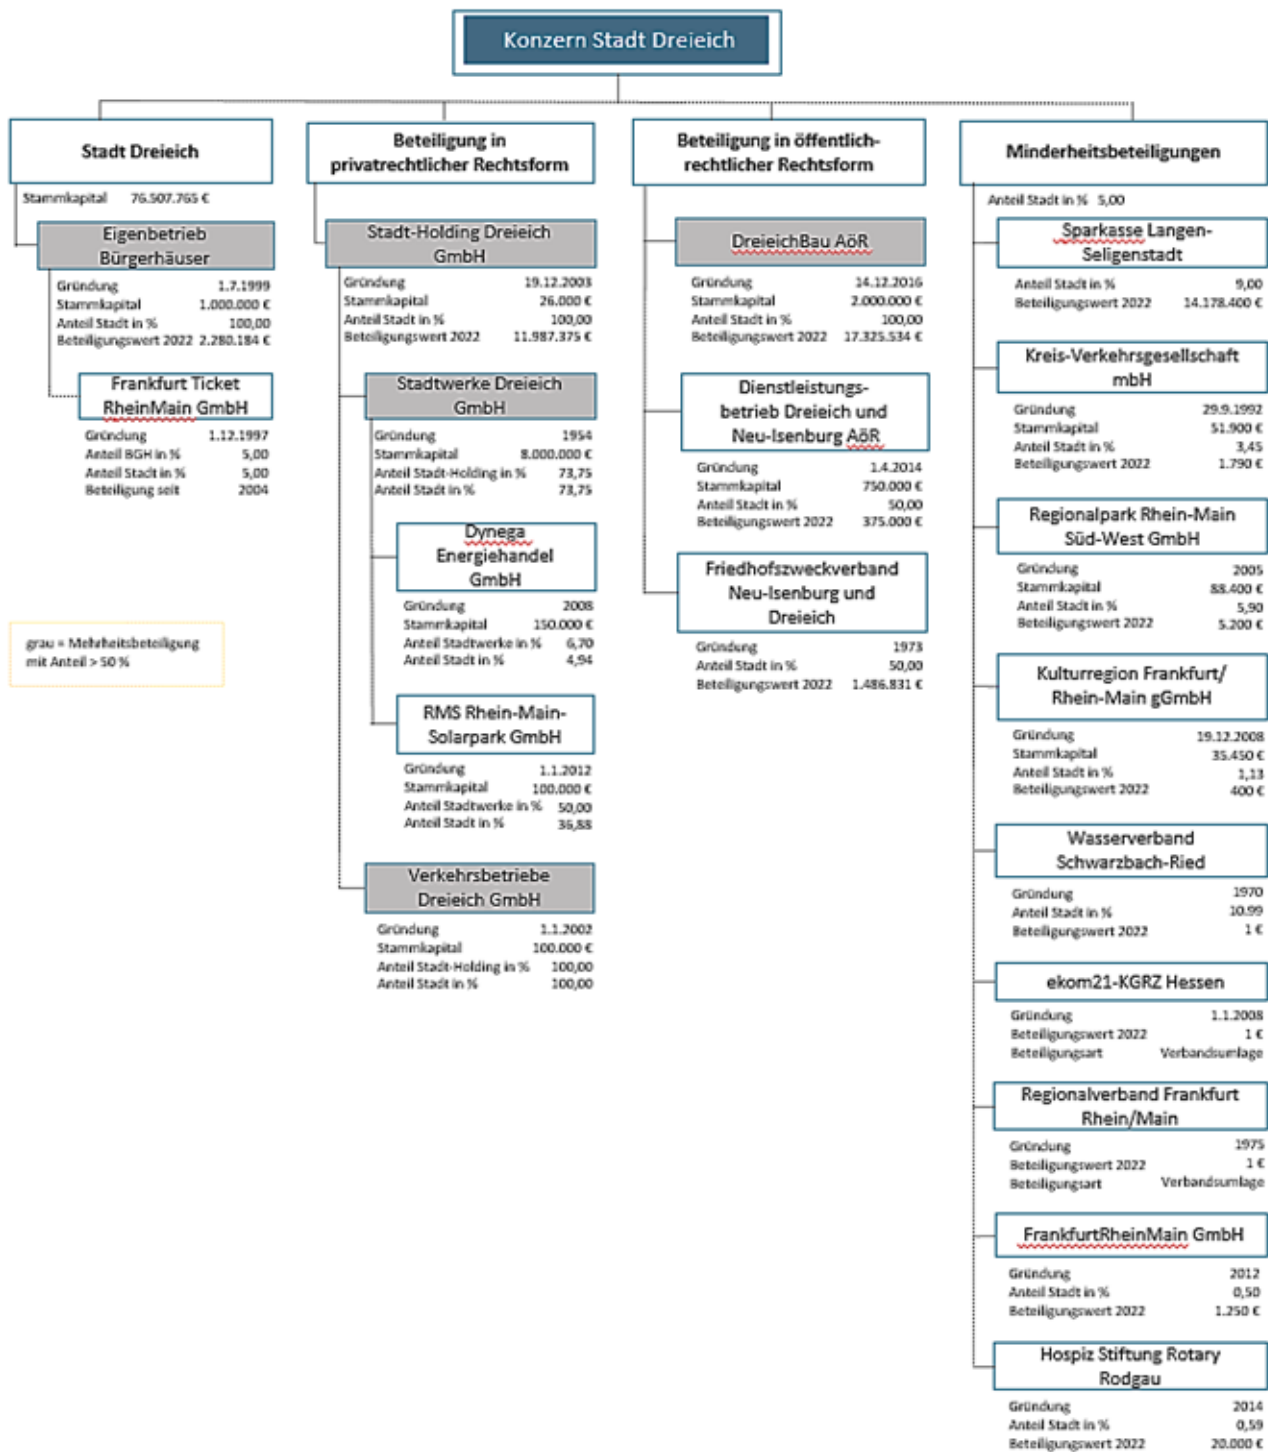 Konzern Stadt Dreieich
Stadt Dreieich
Stammkapital 76.507.765 €
Eigenbetrieb
Bürgerhäuser
Gründung 1.7.1999
Stammkapital 1.000.000 €
Anteil Stadt in % 100,00
Beteiligungswert 2022 2.280.184 €
Frankfurt Ticket
RheinMain GmbH
Gründung 1.12.1997
Anteil BGH in % 5,00
Anteil Stadt in % 5,00
Beteiligung seit 2004
grau = Mehrheitsbeteiligung
mit Anteil > 50 %
Beteiligung in
privatrechtlicher Rechtsform
Stadt-Holding Dreieich
GmbH
Gründung 19.12.2003
Stammkapital 26.000 €
Anteil Stadt in % 100,00
Beteiligungswert 2022 11.987.375 €
Stadtwerke Dreieich
GmbH
Gründung 1954
Stammkapital 8.000.000 €
Anteil Stadt-Holding in % 73,75
Anteil Stadt in % 73,75
Dynega
Energiehandel
GmbH
Gründung 2008
Stammkapital 150.000 €
Anteil Stadtwerke in % 6,70
Anteil Stadt in % 4,94
RMS Rhein-Main-
Solarpark GmbH
Gründung 1.1.2012
Stammkapital 100.000 €
Anteil Stadtwerke in % 50,00
Anteil Stadt in % 36,88
Verkehrsbetriebe
Dreieich GmbH
Gründung 1.1.2002
Stammkapital 100.000 €
Anteil Stadt-Holding in % 100,00
Anteil Stadt in % 100,00
Beteiligung in öffentlich-
rechtlicher Rechtsform
DreieichBau AöR
Gründung 14.12.2016
Stammkapital 2.000.000 €
Anteil Stadt in % 100,00
Beteiligungswert 2022 17.325.534 €
Dienstleistungs-
betrieb Dreieich und
Neu-Isenburg AöR
Gründung 1.4.2014
Stammkapital 750.000 €
Anteil Stadt in % 50,00
Beteiligungswert 2022 375.000 €
Friedhofszweckverband
Neu-Isenburg und
Dreieich
Gründung 1973
Anteil Stadt in % 50,00
Beteiligungswert 2022 1.486.831 €
Minderheitsbeteiligungen
Anteil Stadt in % 5,00
Sparkasse Langen-
Seligenstadt
Anteil Stadt in % 9,00
Beteiligungswert 2022 14.178.400 €
Kreis-Verkehrsgesellschaft
mbH
Gründung 29.9.1992
Stammkapital 51.900 €
Anteil Stadt in % 3,45
Beteiligungswert 2022 1.790 €
Regionalpark Rhein-Main
Süd-West GmbH
Gründung 2005
Stammkapital 88.400 €
Anteil Stadt in % 5,90
Beteiligungswert 2022 5.200 €
Kulturregion Frankfurt/
Rhein-Main gGmbH
Gründung 19.12.2008
Stammkapital 35.450 €
Anteil Stadt in % 1,13
Beteiligungswert 2022 400 €
Wasserverband
Schwarzbach-Ried
Gründung 1970
Anteil Stadt in % 10.99
Beteiligungswert 2022 1 €
ekom21-KGRZ Hessen
Gründung 1.1.2008
Beteiligungswert 2022 1 €
Beteiligungsart Verbandsumlage
Regionalverband Frankfurt
Rhein/Main
Gründung 1975
Beteiligungswert 2022 1 €
Beteiligungsart Verbandsumlage
FrankfurtRheinMain GmbH
Gründung 2012
Anteil Stadt in % 0,50
Beteiligungswert 2022 1.250 €
Hospiz Stiftung Rotary
Rodgau
Gründung 2014
Anteil Stadt in % 0,59
Beteiligungswert 2022 20.000 €